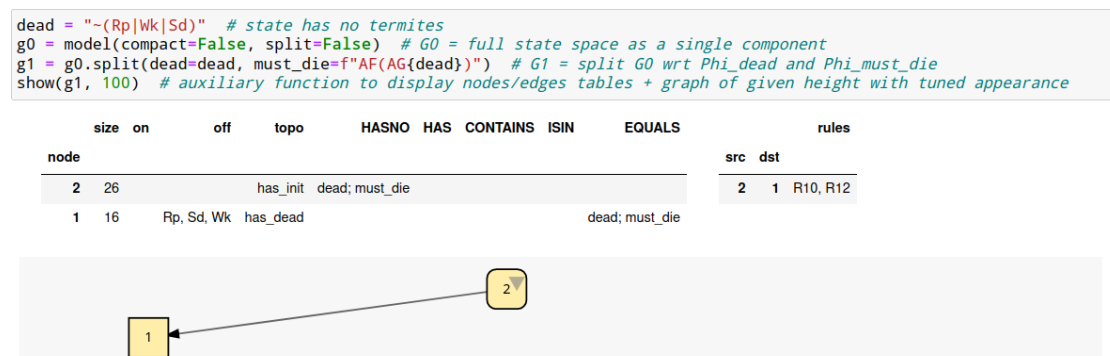 dead = "~(Rp|Wk|Sd)"  # state has no termites
g0 = model(compact=False, split=False)  # G0 = full state space as a single component
g1 = g0.split(dead=dead, must_die=f"AF(AG{dead})")  # G1 = split G0 wrt Phi_dead and Phi_must_die
show(g1, 100)  # auxiliary function to display nodes/edges tables + graph of given height with tuned appearance
size on off topo HASNO HAS CONTAINS ISIN EQUALS rules
node src dst
2 26 has_init dead; must_die 2 1 R10, R12
1 16 Rp, Sd, Wk has_dead dead; must_die
2
1